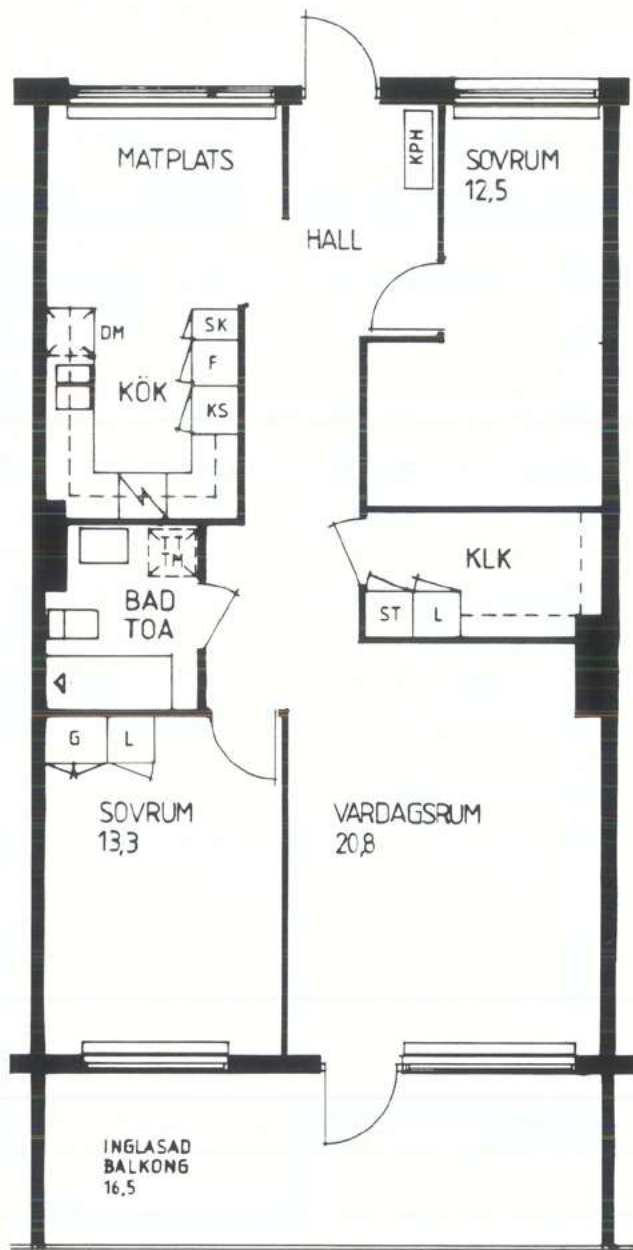 MATPLATS
KPH
SOVRUM
12,5
HALL
DM
SK
F
KS
KÖK
TT
TM
BAD
TOA
KLK
ST
L
G
L
SOVRUM
13,3
VARDAGSRUM
20,8
INGLASAD
BALKONG
16,5